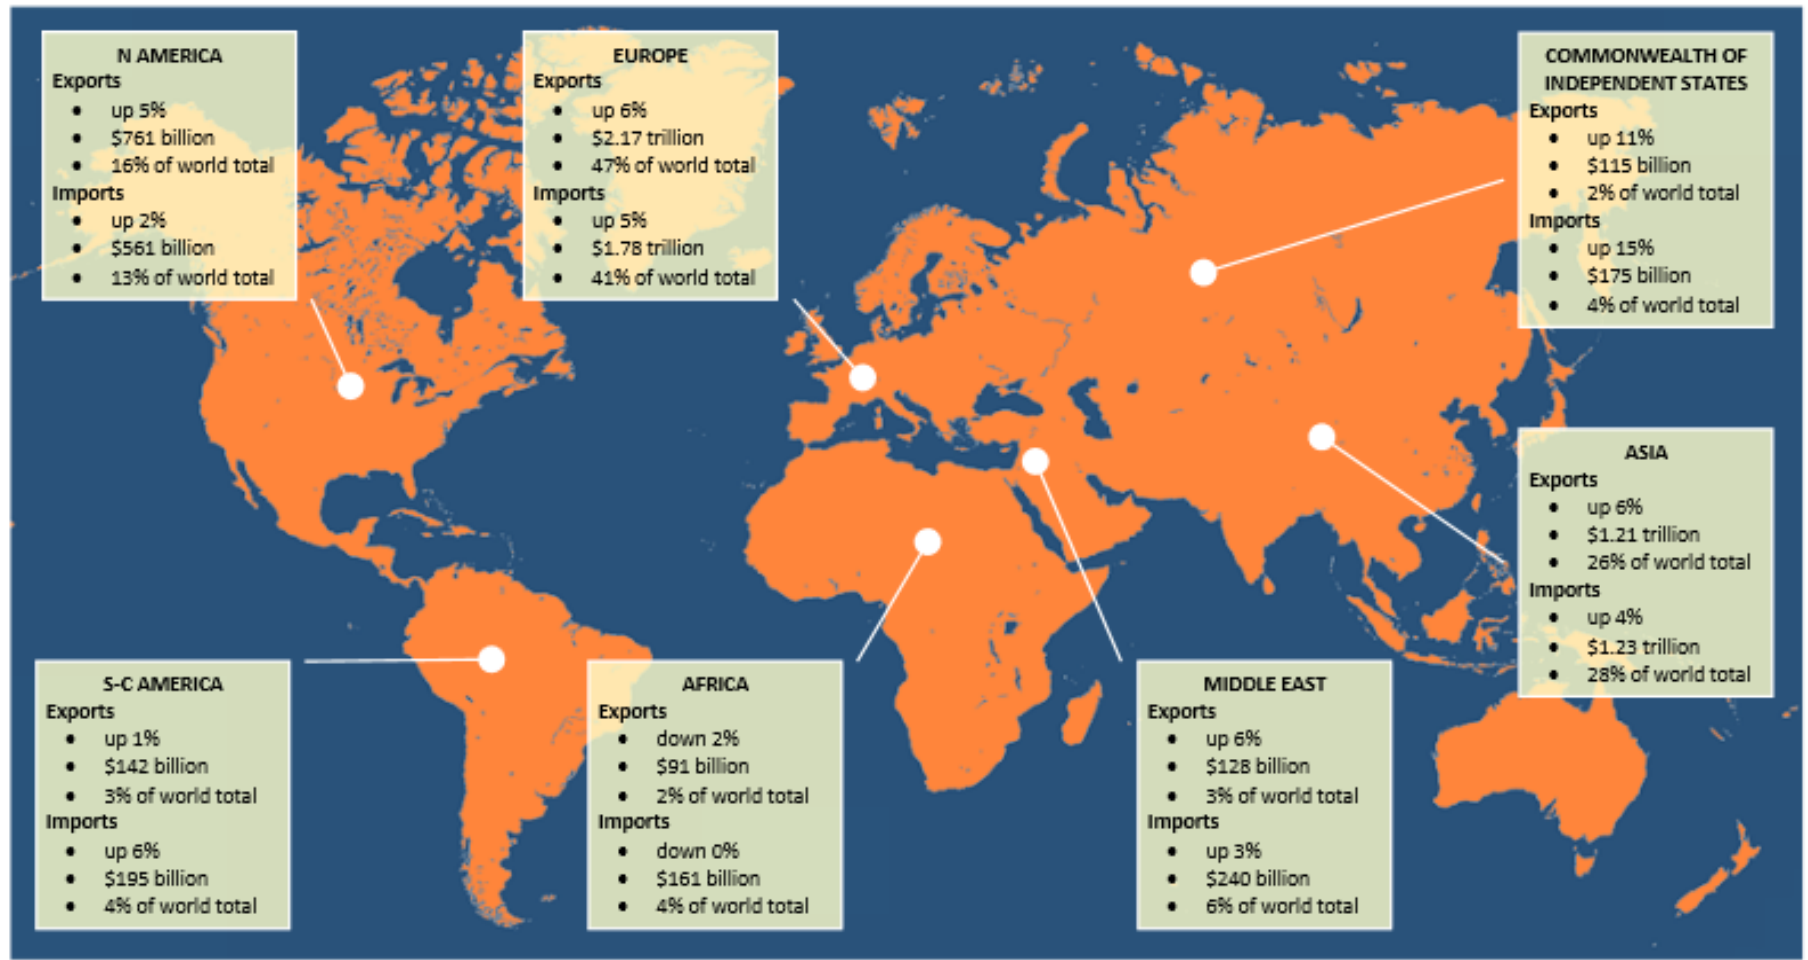 N AMERICA
Exports
• up 5%
• $761 billion
• 16% of world total
Imports
• up 2%
• $561 billion
• 13% of world total
EUROPE
Exports
• up 6%
• $2.17 trillion
• 47% of world total
Imports
• up 5%
• $1.78 trillion
• 41% of world total
COMMONWEALTH OF
INDEPENDENT STATES
Exports
• up 11%
• $115 billion
• 2% of world total
Imports
• up 15%
• $175 billion
• 4% of world total
ASIA
Exports
• up 6%
• $1.21 trillion
• 26% of world total
Imports
• up 4%
• $1.23 trillion
• 28% of world total
S-C AMERICA
Exports
• up 1%
• $142 billion
• 3% of world total
Imports
• up 6%
• $195 billion
• 4% of world total
AFRICA
Exports
• down 2%
• $91 billion
• 2% of world total
Imports
• down 0%
• $161 billion
• 4% of world total
MIDDLE EAST
Exports
• up 6%
• $128 billion
• 3% of world total
Imports
• up 3%
• $240 billion
• 6% of world total